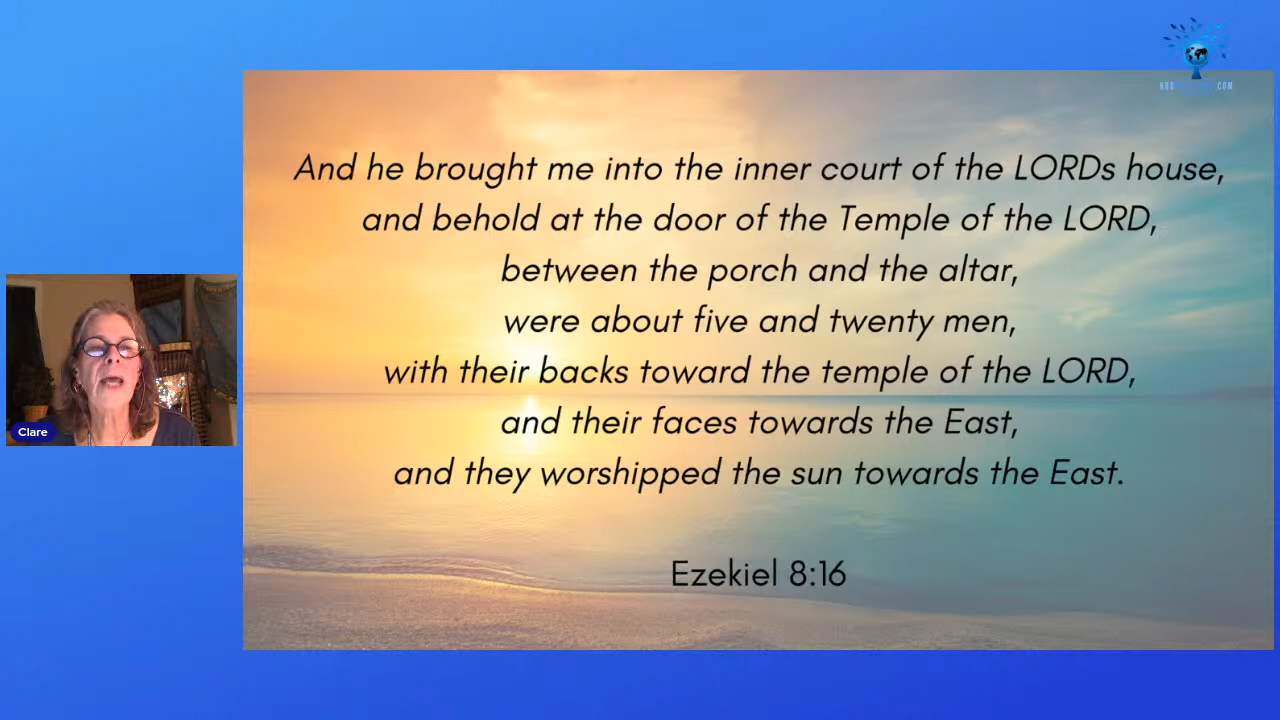 And he brought me into the inner court of the LORDs house,
and behold at the door of the Temple of the LORD,
between the porch and the altar,
were about five and twenty men,
with their backs toward the temple of the LORD,
and their faces towards the East,
and they worshipped the sun towards the East.
Ezekiel 8:16
Clare